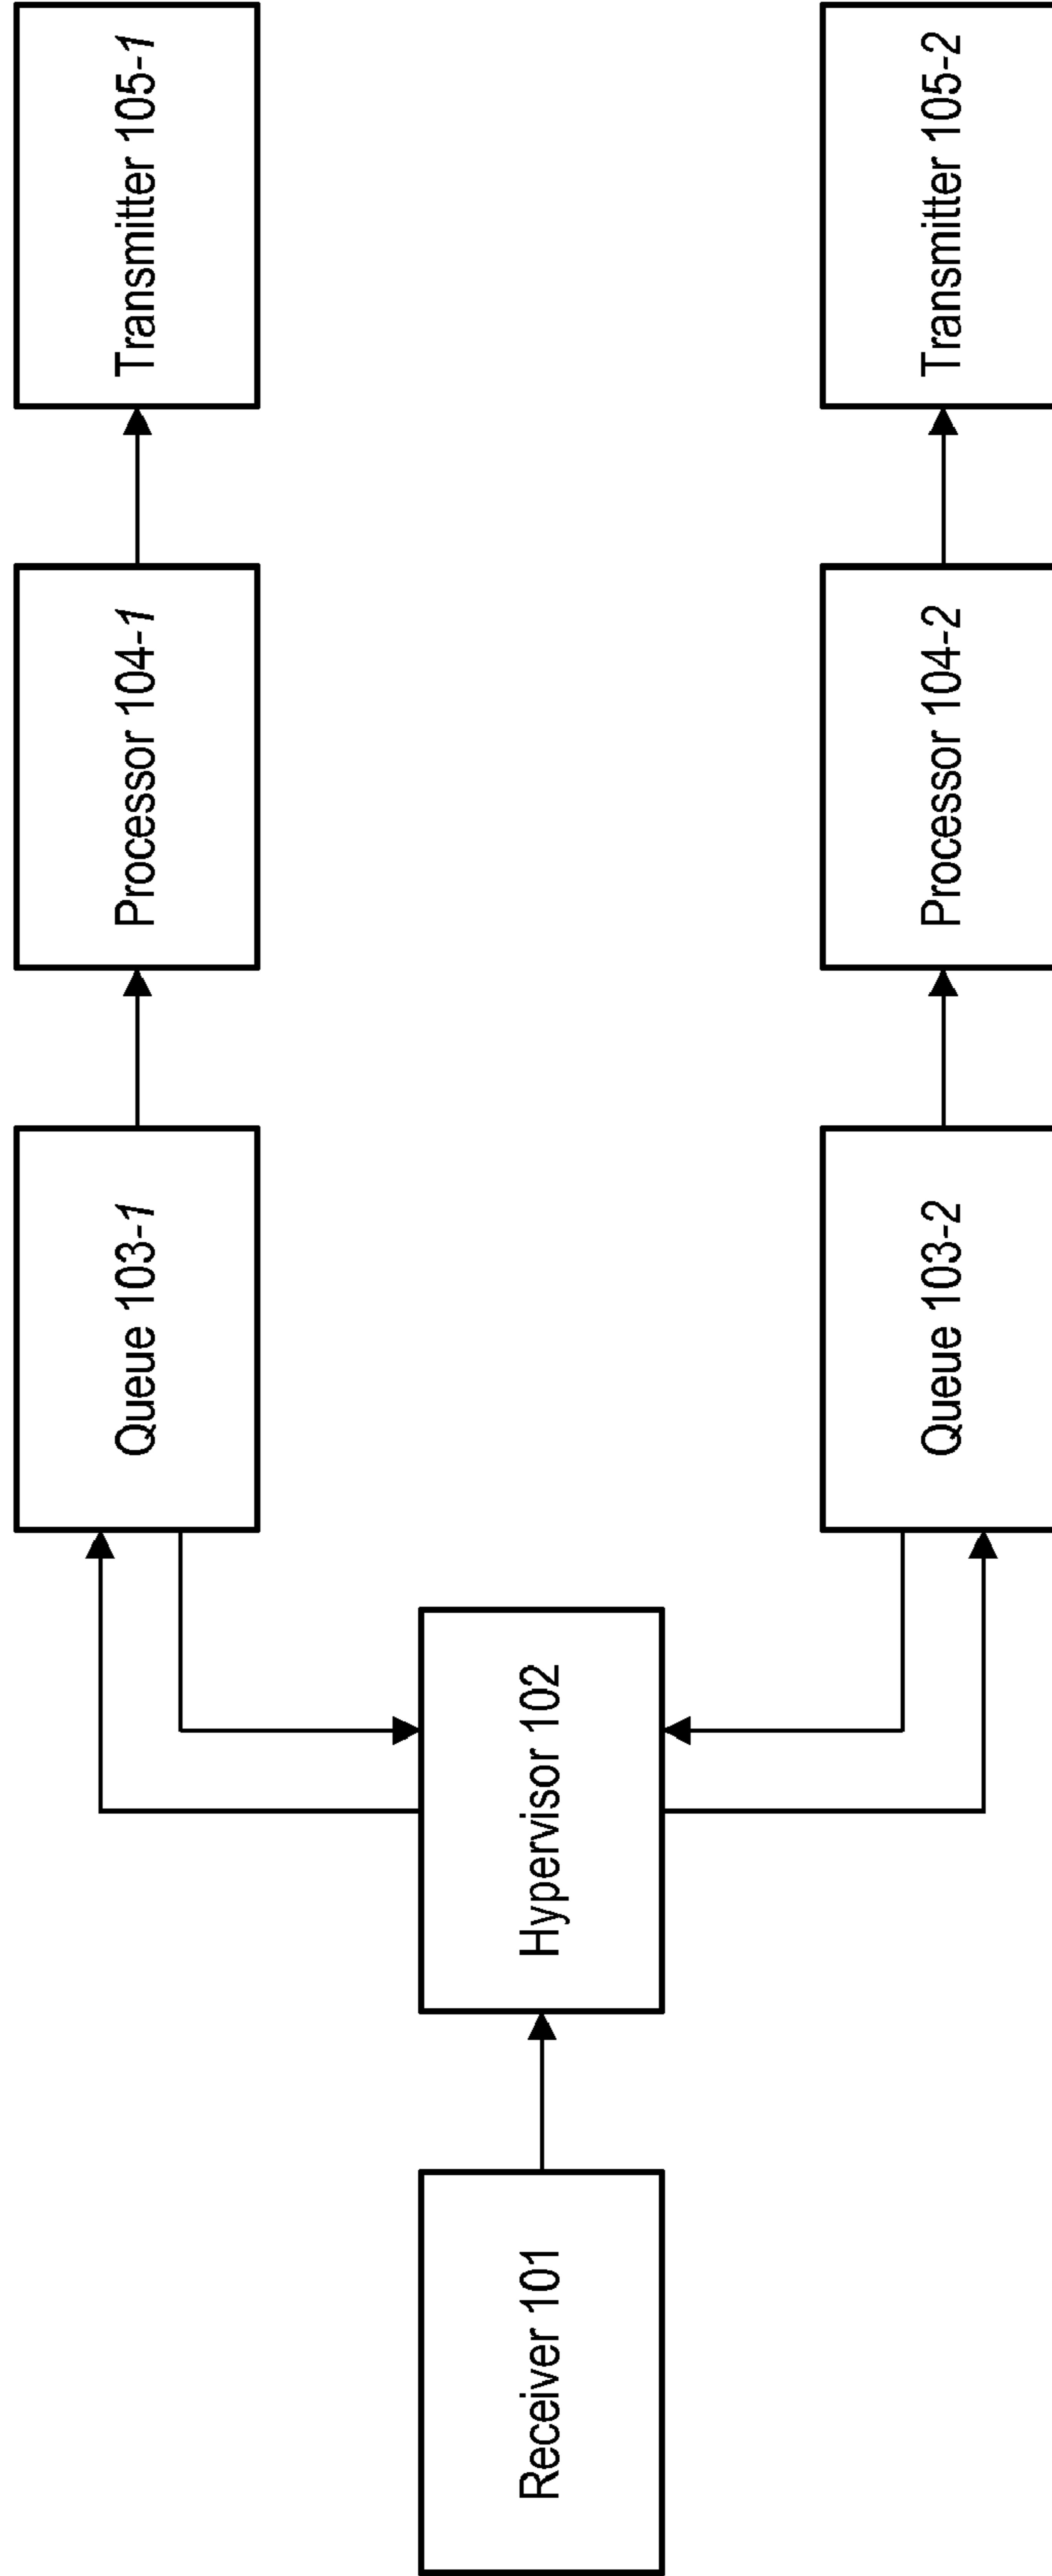 Receiver 101
Hypervisor 102
Queue 103-1
Processor 104-1
Transmitter 105-1
Queue 103-2
Processor 104-2
Transmitter 105-2